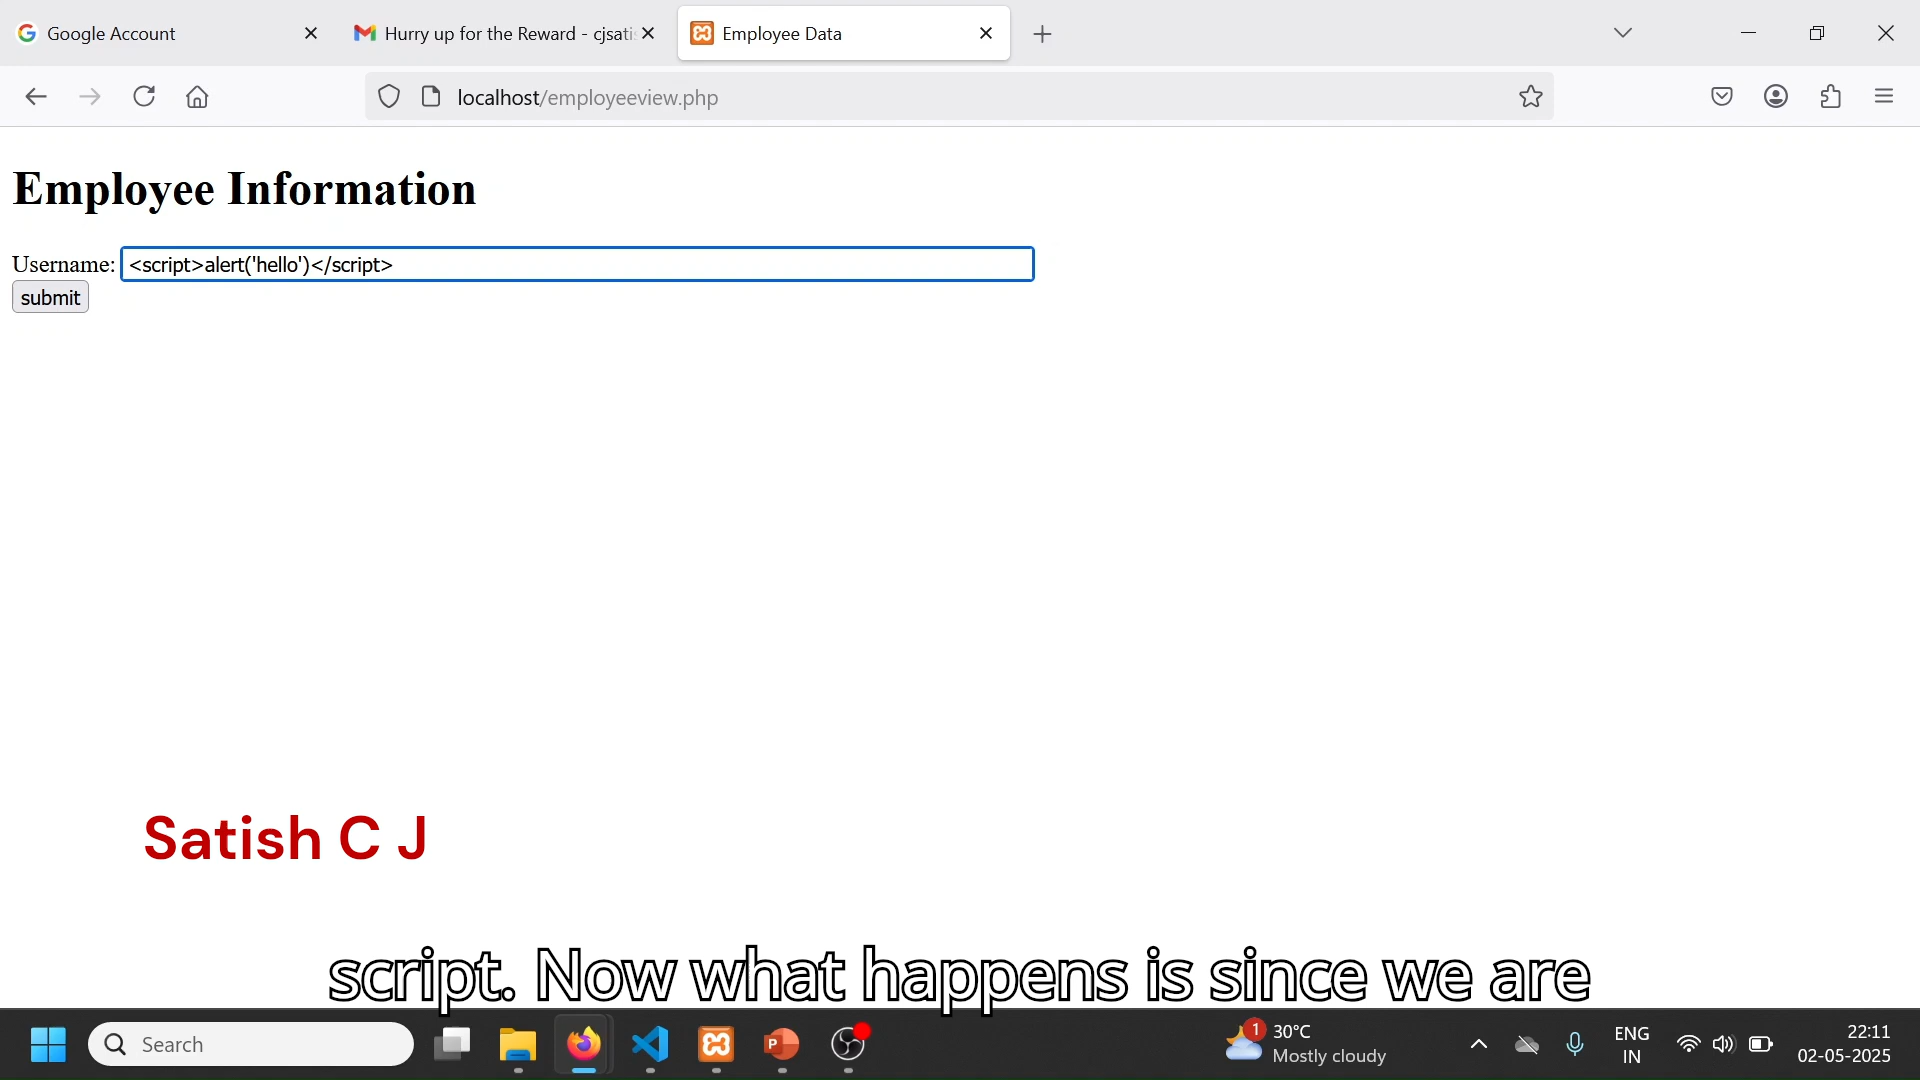 Google Account
Hurry up for the Reward - cjsati
Employee Data
localhost/employeeview.php
Employee Information
Username: <script>alert('hello')</script>
submit
Satish C J
script. Now what happens is since we are
Search
1
30°C
Mostly cloudy
ENG
IN
22:11
02-05-2025